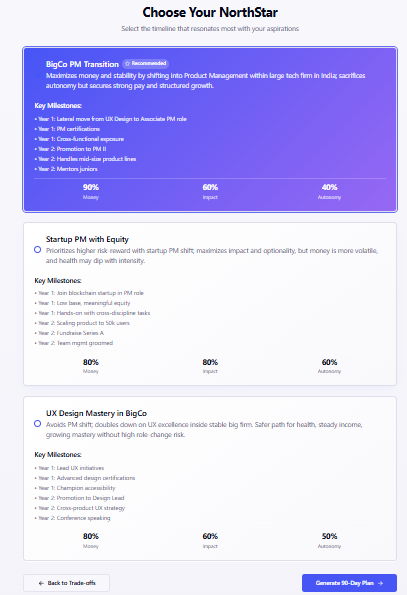 Choose Your NorthStar
Select the timeline that resonates most with your aspirations
BigCo PM Transition
Recommended
Maximizes money and stability by shifting into Product Management within large tech firm in India; sacrifices
autonomy but secures strong pay and structured growth.
Key Milestones:
• Year 1: Lateral move from UX Design to Associate PM role
• Year 1: PM certifications
• Year 1: Cross-functional exposure
• Year 2: Promotion to PM II
• Year 2: Handles mid-size product lines
• Year 2: Mentors juniors
90% 60% 40%
Money Impact Autonomy
Startup PM with Equity
Prioritizes higher risk reward with startup PM shift; maximizes impact and optionality, but money is more volatile,
and health may dip with intensity.
Key Milestones:
• Year 1: Join blockchain startup in PM role
• Year 1: Low base, meaningful equity
• Year 1: Hands-on with cross-discipline tasks
• Year 2: Scaling product to 50k users
• Year 2: Fundraise Series A
• Year 2: Team mgmt groomed
80% 80% 60%
Money Impact Autonomy
UX Design Mastery in BigCo
Avoids PM shift; doubles down on UX excellence inside stable big firm. Safer path for health, steady income,
growing mastery without high role-change risk.
Key Milestones:
• Year 1: Lead UX initiatives
• Year 1: Advanced design certifications
• Year 1: Champion accessibility
• Year 2: Promotion to Design Lead
• Year 2: Cross-product UX strategy
• Year 2: Conference speaking
80% 60% 50%
Money Impact Autonomy
← Back to Trade-offs
Generate 90-Day Plan →